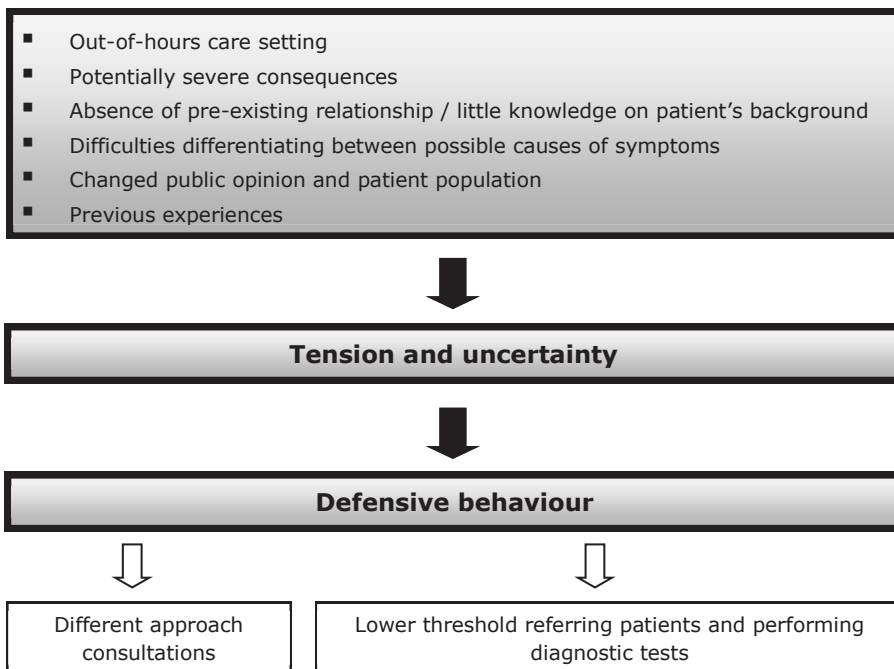 ▪ Out-of-hours care setting
▪ Potentially severe consequences
▪ Absence of pre-existing relationship / little knowledge on patient's background
▪ Difficulties differentiating between possible causes of symptoms
▪ Changed public opinion and patient population
▪ Previous experiences
Tension and uncertainty
Defensive behaviour
Different approach
consultations
Lower threshold referring patients and performing
diagnostic tests